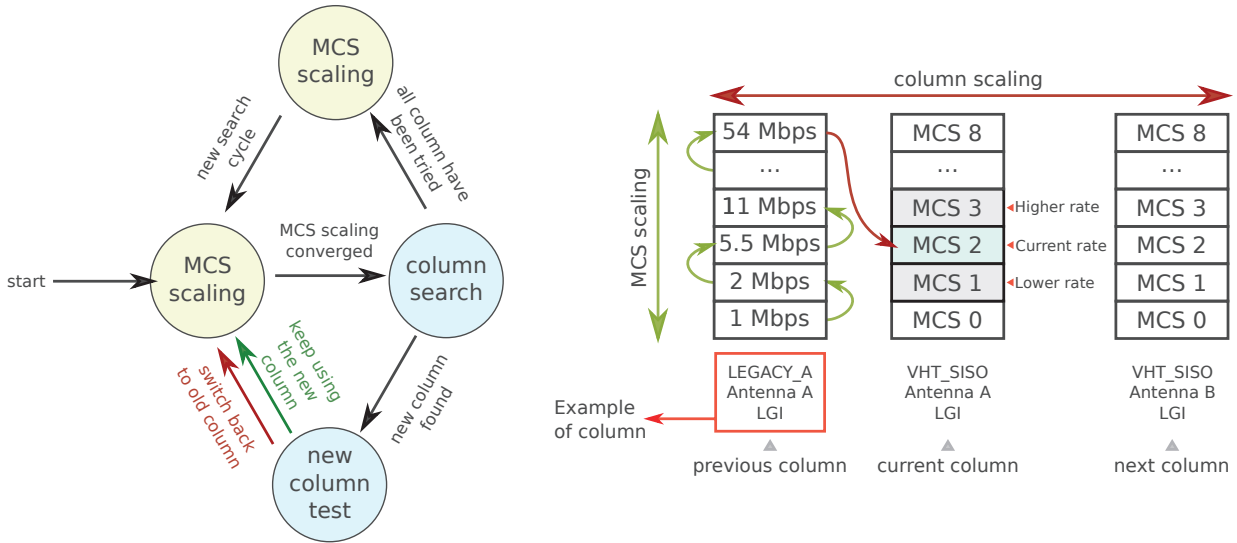 MCS
scaling
new search
cycle
all column have
been tried
start
MCS
scaling
MCS scaling
converged
column
search
switch back
to old column
keep using
the new
column
new column
found
new
column
test
column scaling
MCS scaling
54 Mbps
...
11 Mbps
5.5 Mbps
2 Mbps
1 Mbps
LEGACY_A
Antenna A
LGI
Example
of column
previous column
MCS 8
...
MCS 3
MCS 2
MCS 1
MCS 0
Higher rate
Current rate
Lower rate
VHT_SISO
Antenna A
LGI
current column
MCS 8
...
MCS 3
MCS 2
MCS 1
MCS 0
VHT_SISO
Antenna B
LGI
next column